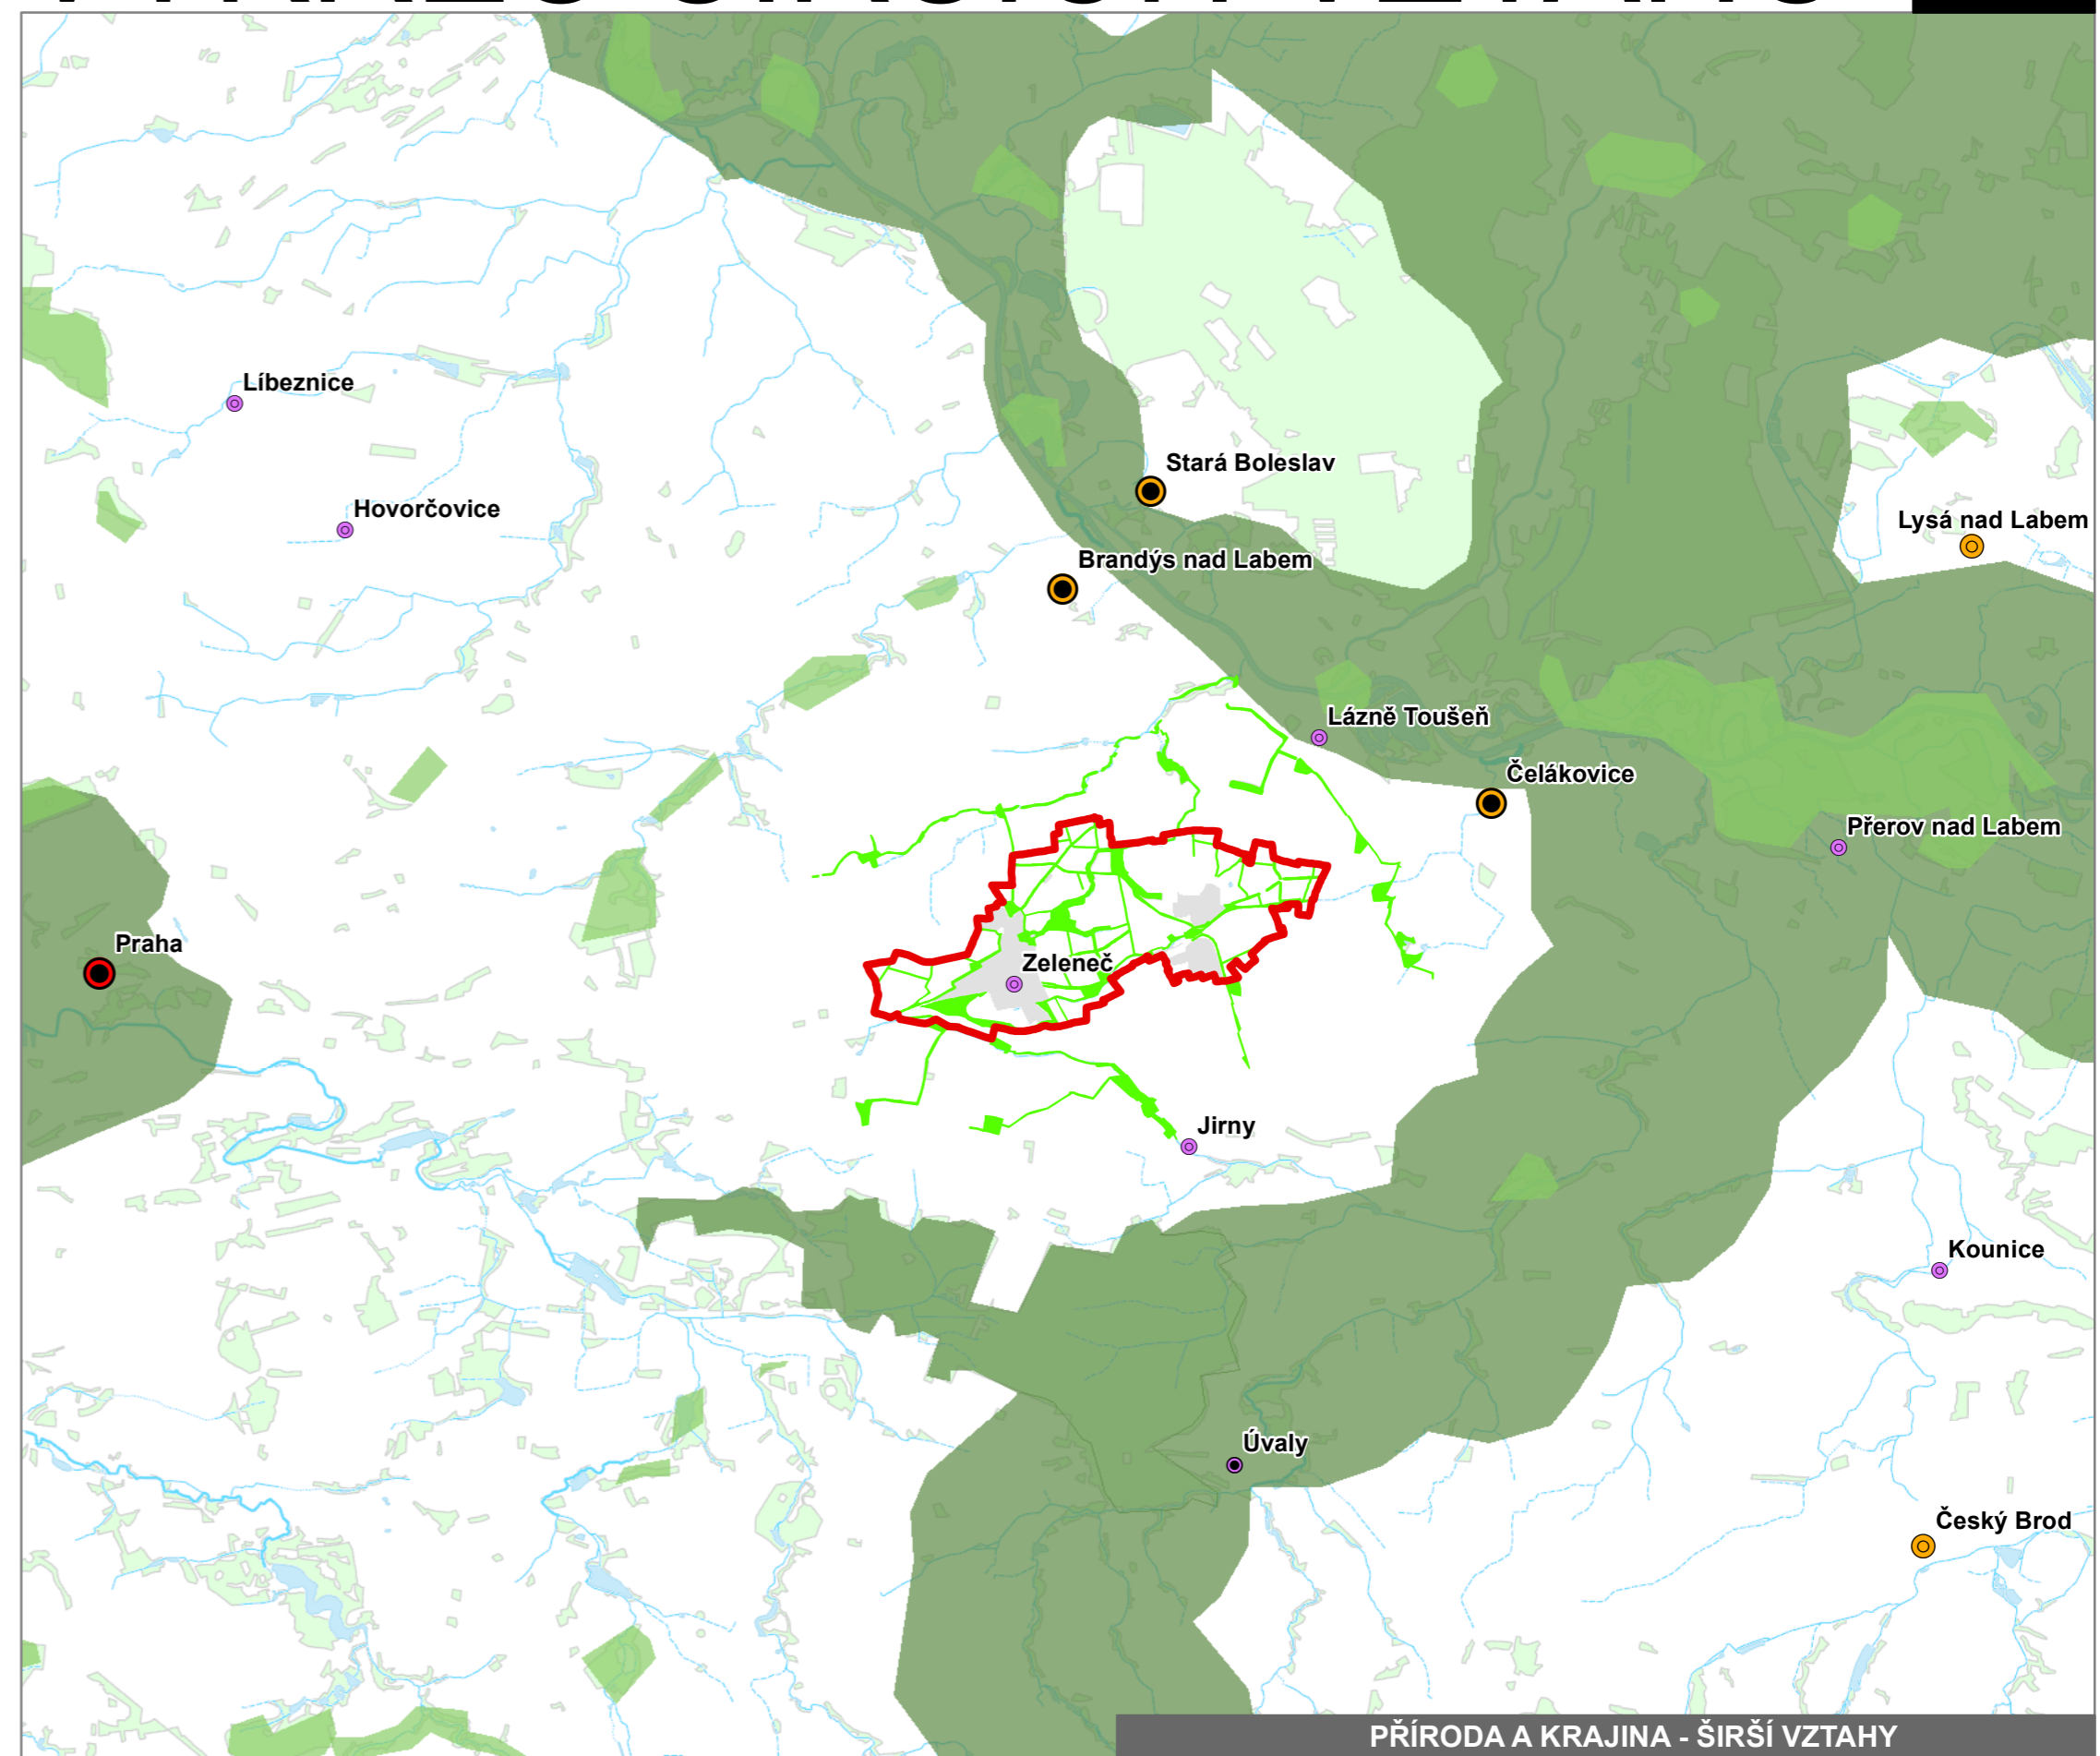 Líbeznice
Stará Boleslav
Hovorčovice
Lysá nad Labem
Brandýs nad Labem
Lázně Toušeň
Čelákovice
Přerov nad Labem
Praha
Zeleneč
Jirny
Kounice
Úvaly
Český Brod
PŘÍRODA A KRAJINA - ŠIRŠÍ VZTAHY